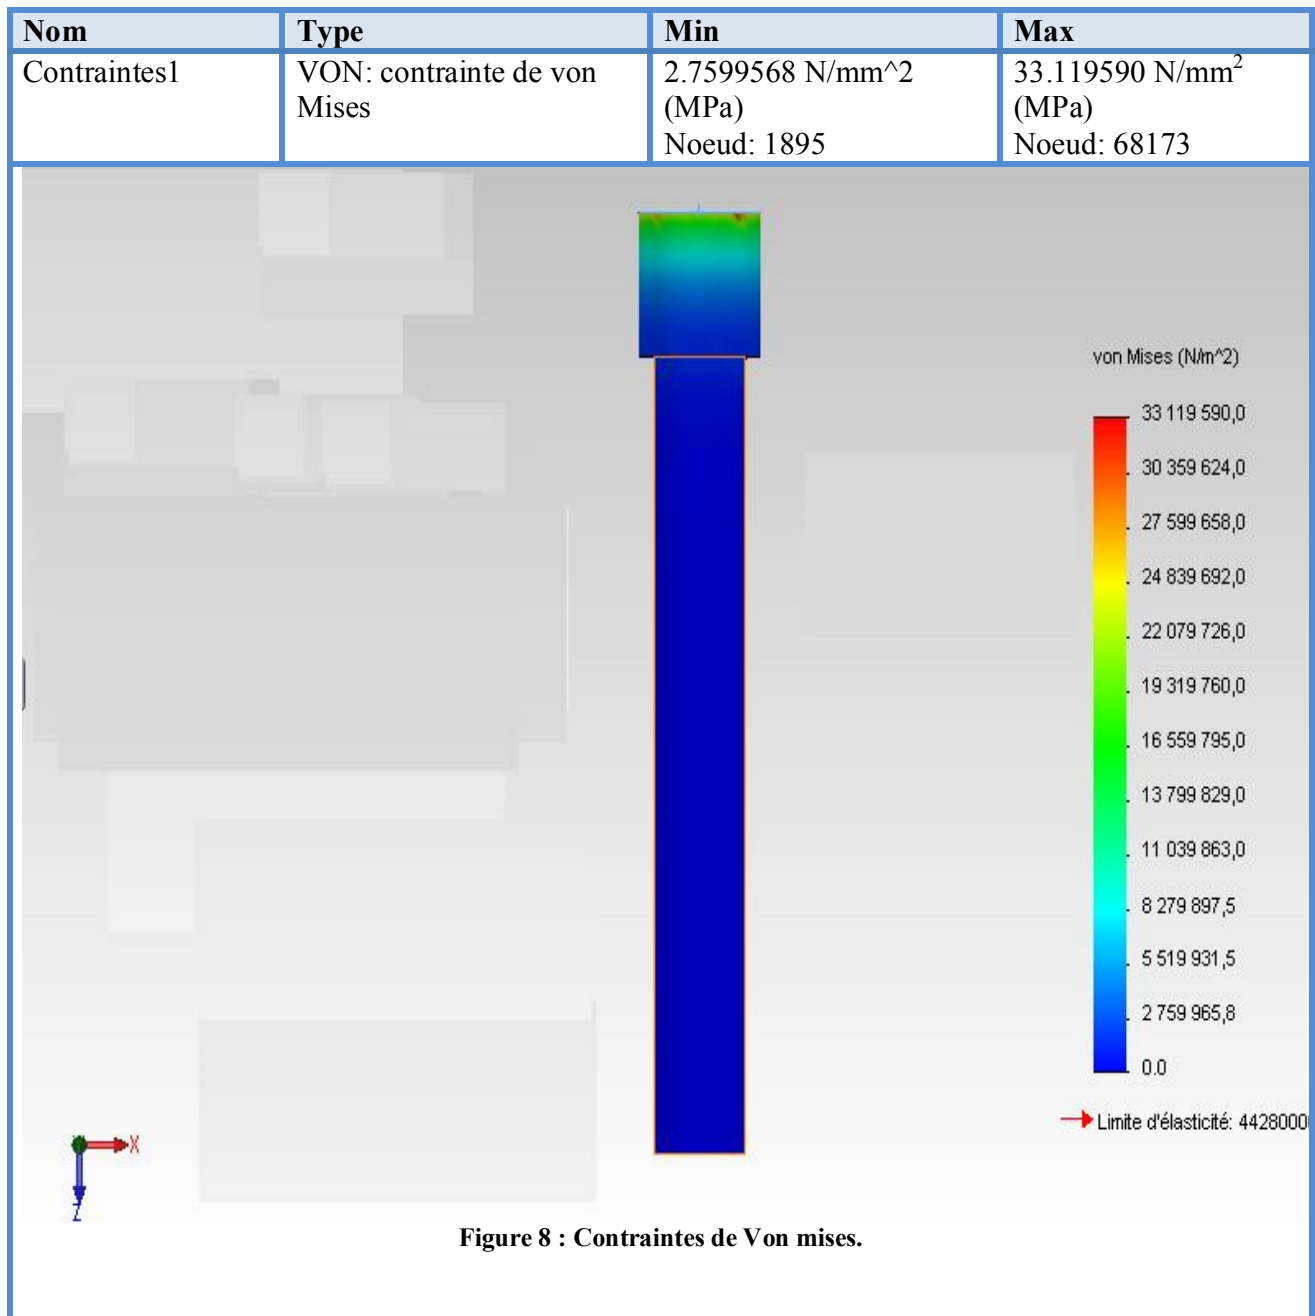 Nom Type Min Max
Contraintes1 VON: contrainte de von 2.7599568 N/mm^2 33.119590 N/mm²
Mises (MPa) (MPa)
Noeud: 1895 Noeud: 68173
von Mises (N/m^2)
33 119 590,0
30 359 624,0
27 599 658,0
24 839 692,0
22 079 726,0
19 319 760,0
16 559 795,0
13 799 829,0
11 039 863,0
8 279 897,5
5 519 931,5
2 759 965,8
0.0
Limite d'élasticité: 4428000
X
Z
Figure 8 : Contraintes de Von mises.